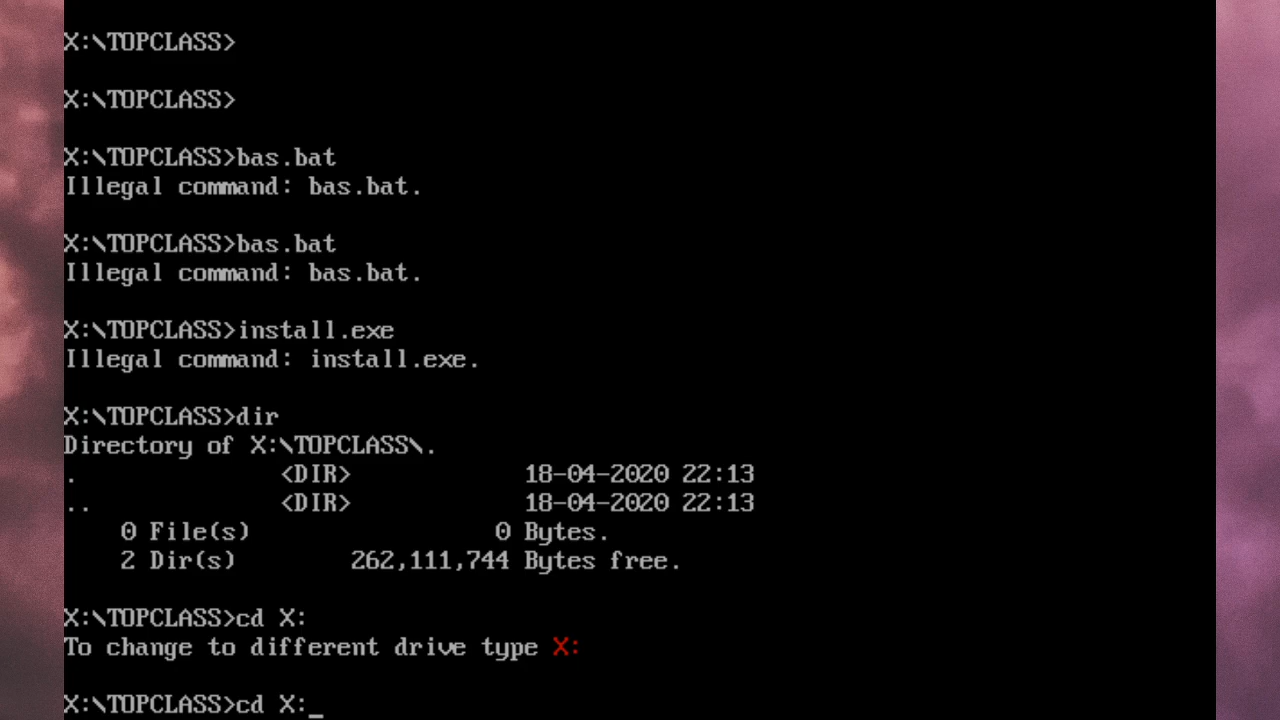 X:\TOPCLASS>
X:\TOPCLASS>
X:\TOPCLASS>bas.bat
Illegal command: bas.bat.
X:\TOPCLASS>bas.bat
Illegal command: bas.bat.
X:\TOPCLASS>install.exe
Illegal command: install.exe.
X:\TOPCLASS>dir
Directory of X:\TOPCLASS\.
. <DIR> 18-04-2020 22:13
.. <DIR> 18-04-2020 22:13
0 File(s) 0 Bytes.
2 Dir(s) 262,111,744 Bytes free.
X:\TOPCLASS>cd X:
To change to different drive type X:
X:\TOPCLASS>cd X:_